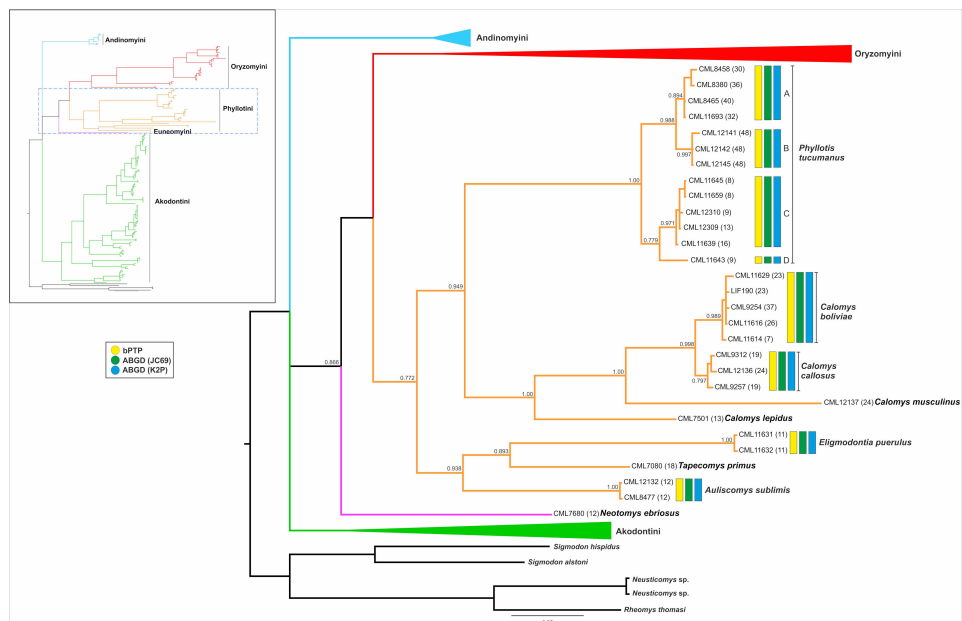 Andinomyini
Oryzomyini
Phyllotini
Euneomyini
Akodontini
bPTP
ABGD (JC69)
ABGD (K2P)
Andinomyini
Oryzomyini
CML8458 (30)
0.894
CML8380 (36)
A
CML8465 (40)
0.988
CML11693 (32)
CML12141 (48)
CML12142 (48)
B
Phyllotis
tucumanus
0.997
CML12145 (48)
1.00
CML11645 (8)
CML11659 (8)
CML12310 (9)
C
0.971
CML12309 (13)
0.779
CML11639 (16)
CML11643 (9)
D
0.949
CML11629 (23)
LIF190 (23)
CML9254 (37)
Calomys
boliviae
0.989
CML11616 (26)
CML11614 (7)
0.998
CML9312 (19)
CML12136 (24)
Calomys
callosus
0.797
CML9257 (19)
0.866
1.00
0.772
CML12137 (24) Calomys musculinus
1.00
CML7501 (13) Calomys lepidus
CML11631 (11)
1.00
Eligmodontia puerulus
CML11632 (11)
0.893
CML7080 (18) Tapecomys primus
0.938
CML12132 (12)
1.00
Auliscomys sublimis
CML8477 (12)
CML7680 (12) Neotomys ebriosus
Akodontini
Sigmodon hispidus
Sigmodon alstoni
Neusticomys sp.
Neusticomys sp.
Rheomys thomasi